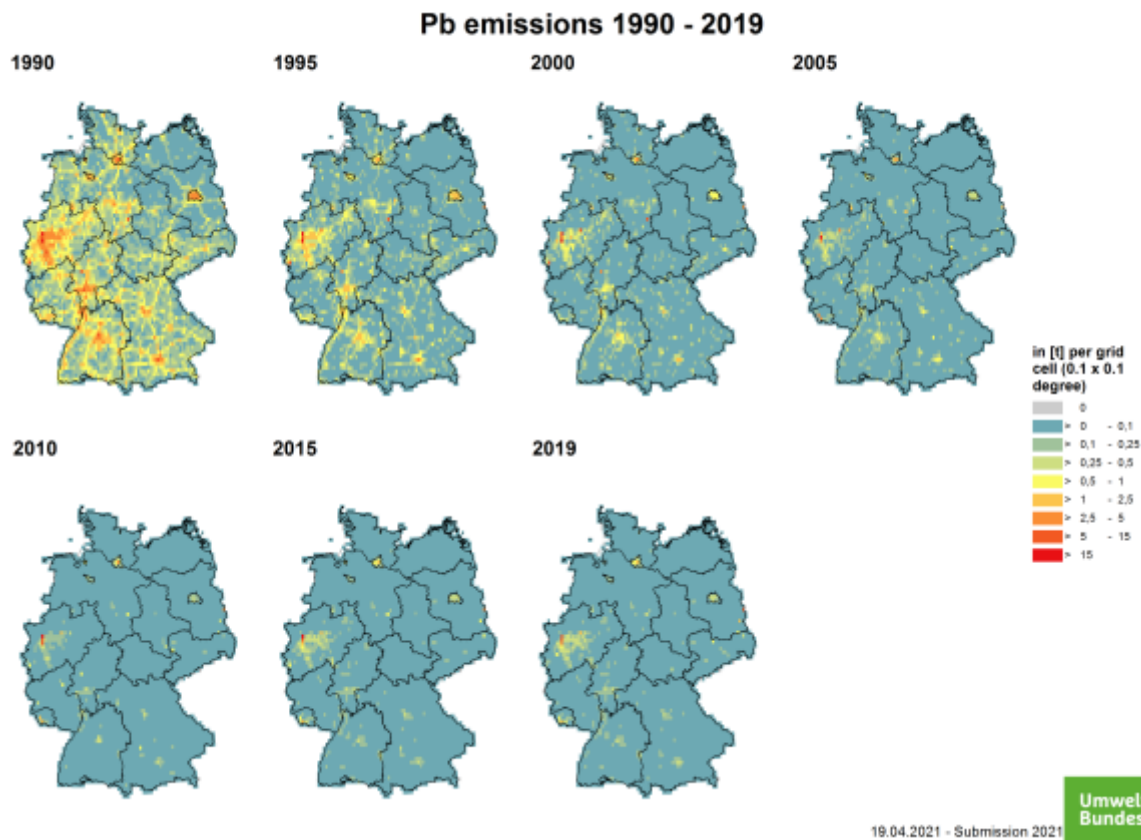 Pb emissions 1990 - 2019
1990 1995 2000 2005
2010 2015 2019
in [t] per grid
cell (0.1 x 0.1
degree)
0
> 0 - 0,1
> 0,1 - 0,25
> 0,25 - 0,5
> 0,5 - 1
> 1 - 2,5
> 2,5 - 5
> 5 - 15
> 15
Umwel
Bundes
19.04.2021 - Submission 2021